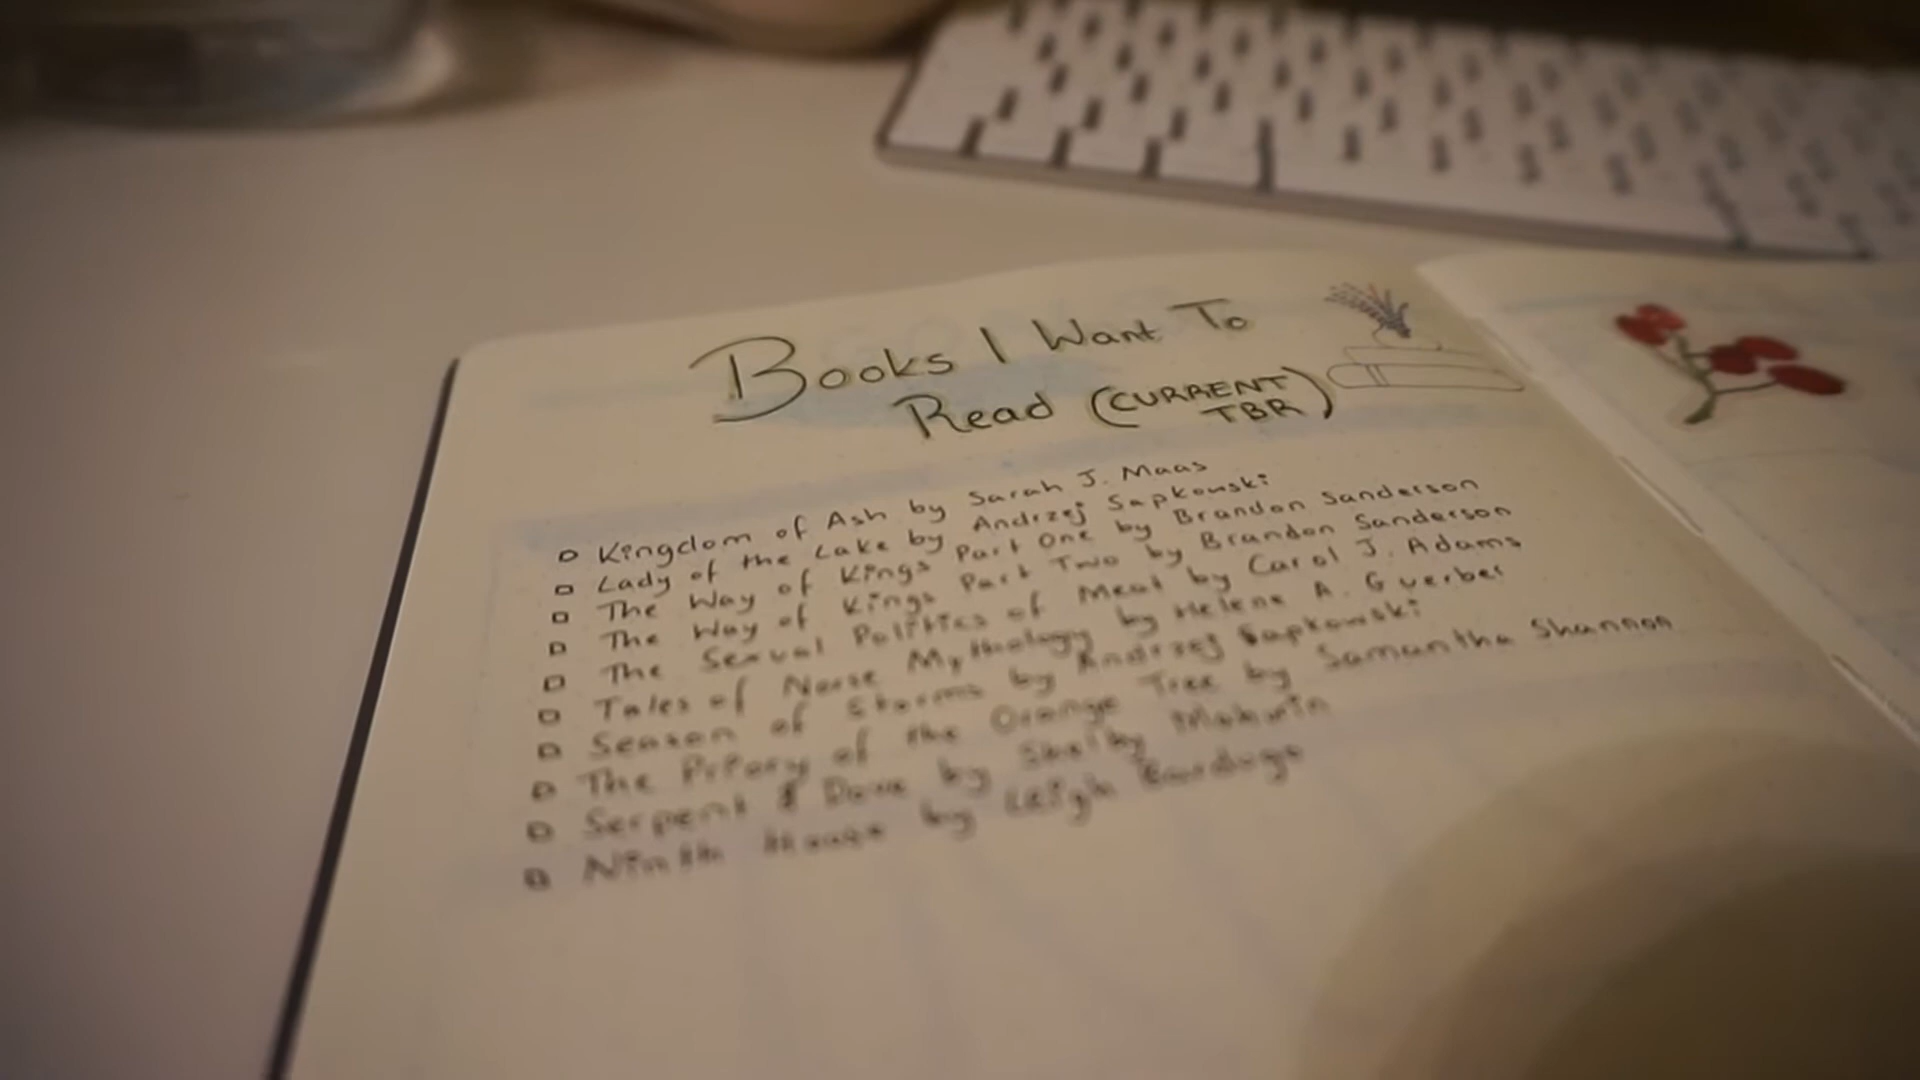 Books I Want To
Read (CURRENT TBR)
Kingdom of Ash by Sarah J. Maas
Lady of the Lake by Andrzej Sapkowski
The Way of Kings Part One by Brandon Sanderson
The Way of Kings Part Two by Brandon Sanderson
The Sexual Politics of Meat by Carol J. Adams
Tales of Norse Mythology by Helene A. Guerber
Season of Storms by Andrzej Sapkowski
The Priory of the Orange Tree by Samantha Shannon
Serpent & Dove by Shelby Mahurin
Ninth House by Leigh Bardugo